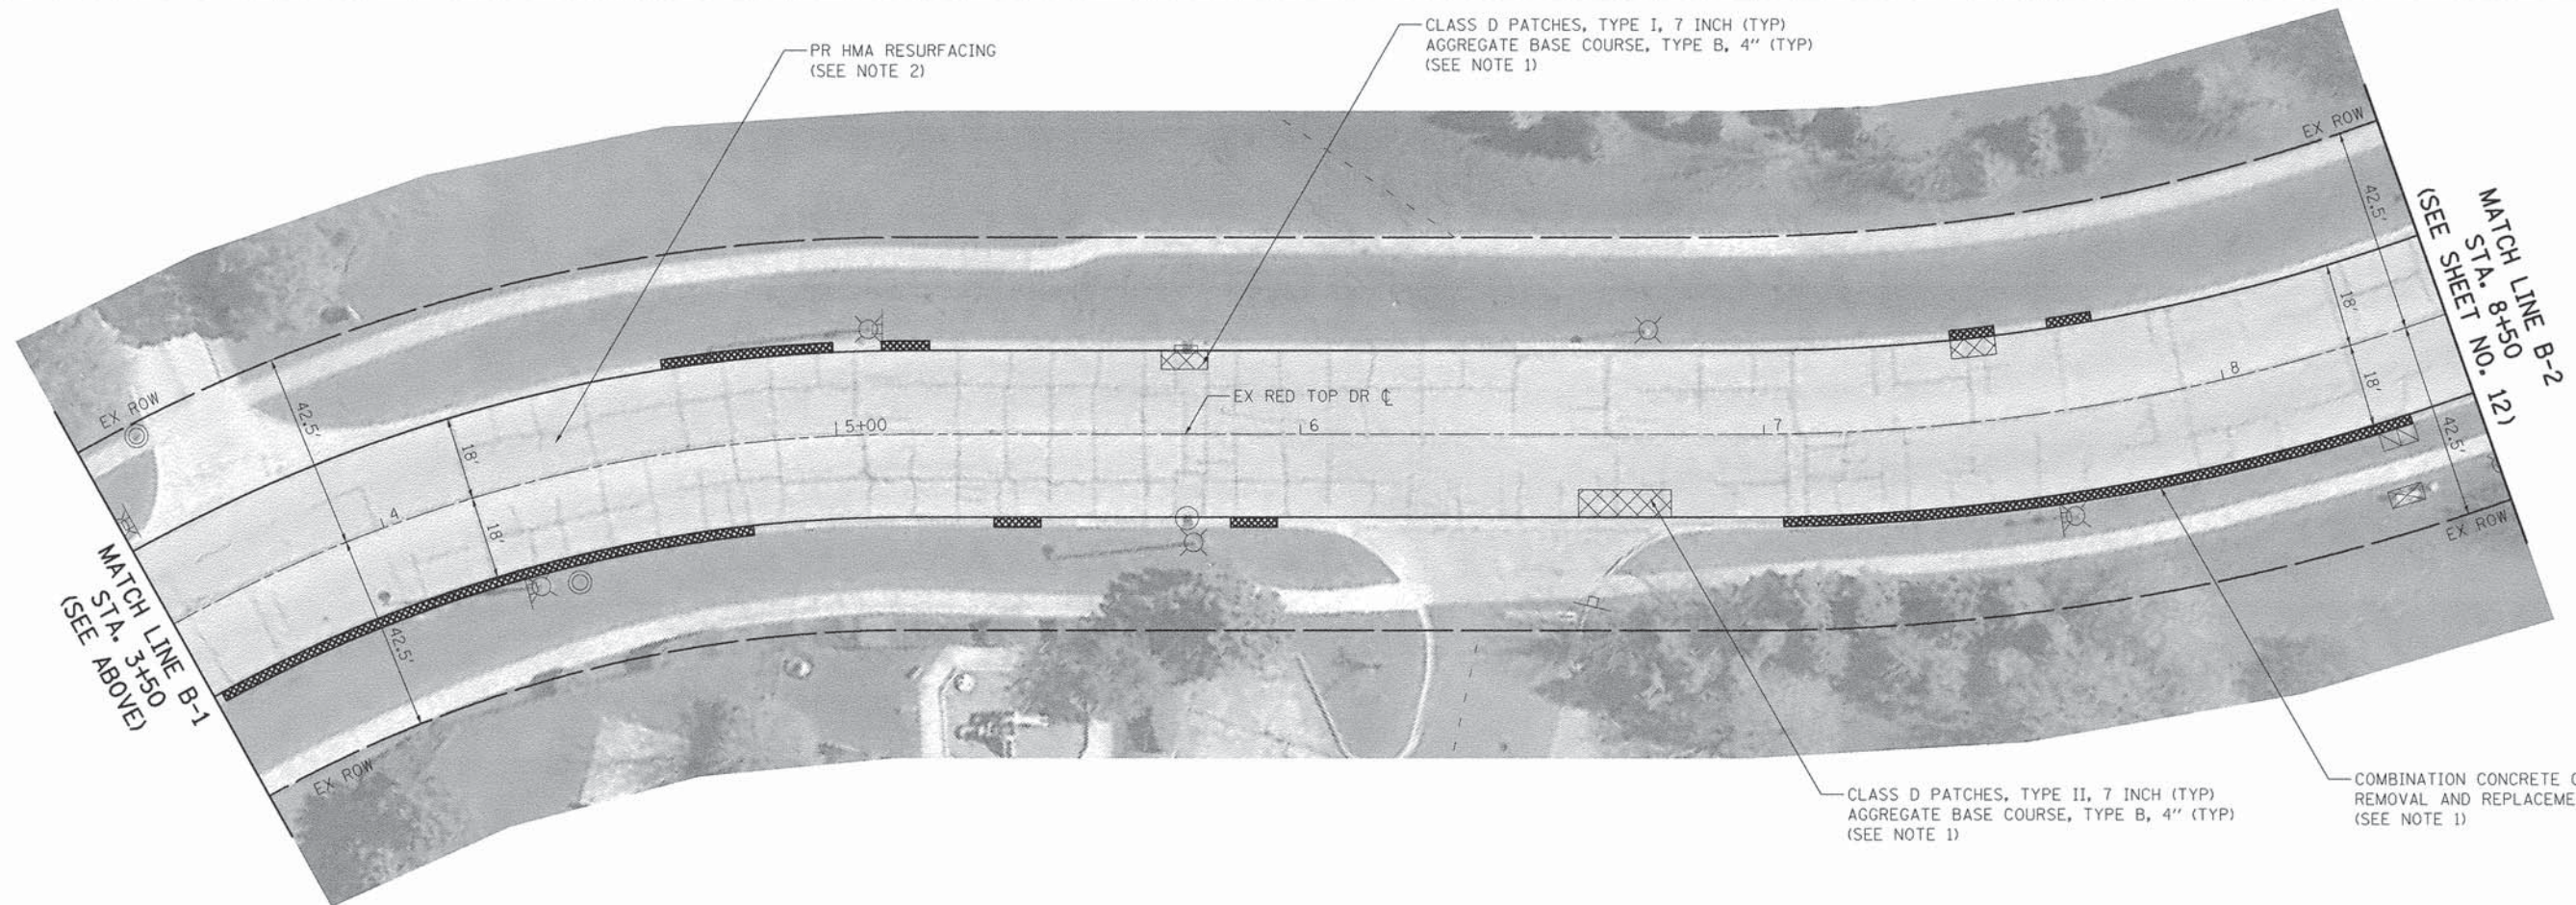 PR HMA RESURFACING
(SEE NOTE 2)
CLASS D PATCHES, TYPE I, 7 INCH (TYP)
AGGREGATE BASE COURSE, TYPE B, 4" (TYP)
(SEE NOTE 1)
EX ROW
42.5'
MATCH LINE B-2
STA. 8+50
(SEE SHEET NO. 12)
18'
8
18'
42.5'
EX ROW
EX ROW
42.5'
18'
EX RED TOP DR ℄
5+00
6
7
4
18'
MATCH LINE B-1
STA. 3+50
(SEE ABOVE)
42.5'
EX ROW
CLASS D PATCHES, TYPE II, 7 INCH (TYP)
AGGREGATE BASE COURSE, TYPE B, 4" (TYP)
(SEE NOTE 1)
COMBINATION CONCRETE
REMOVAL AND
(SEE NOTE 1)